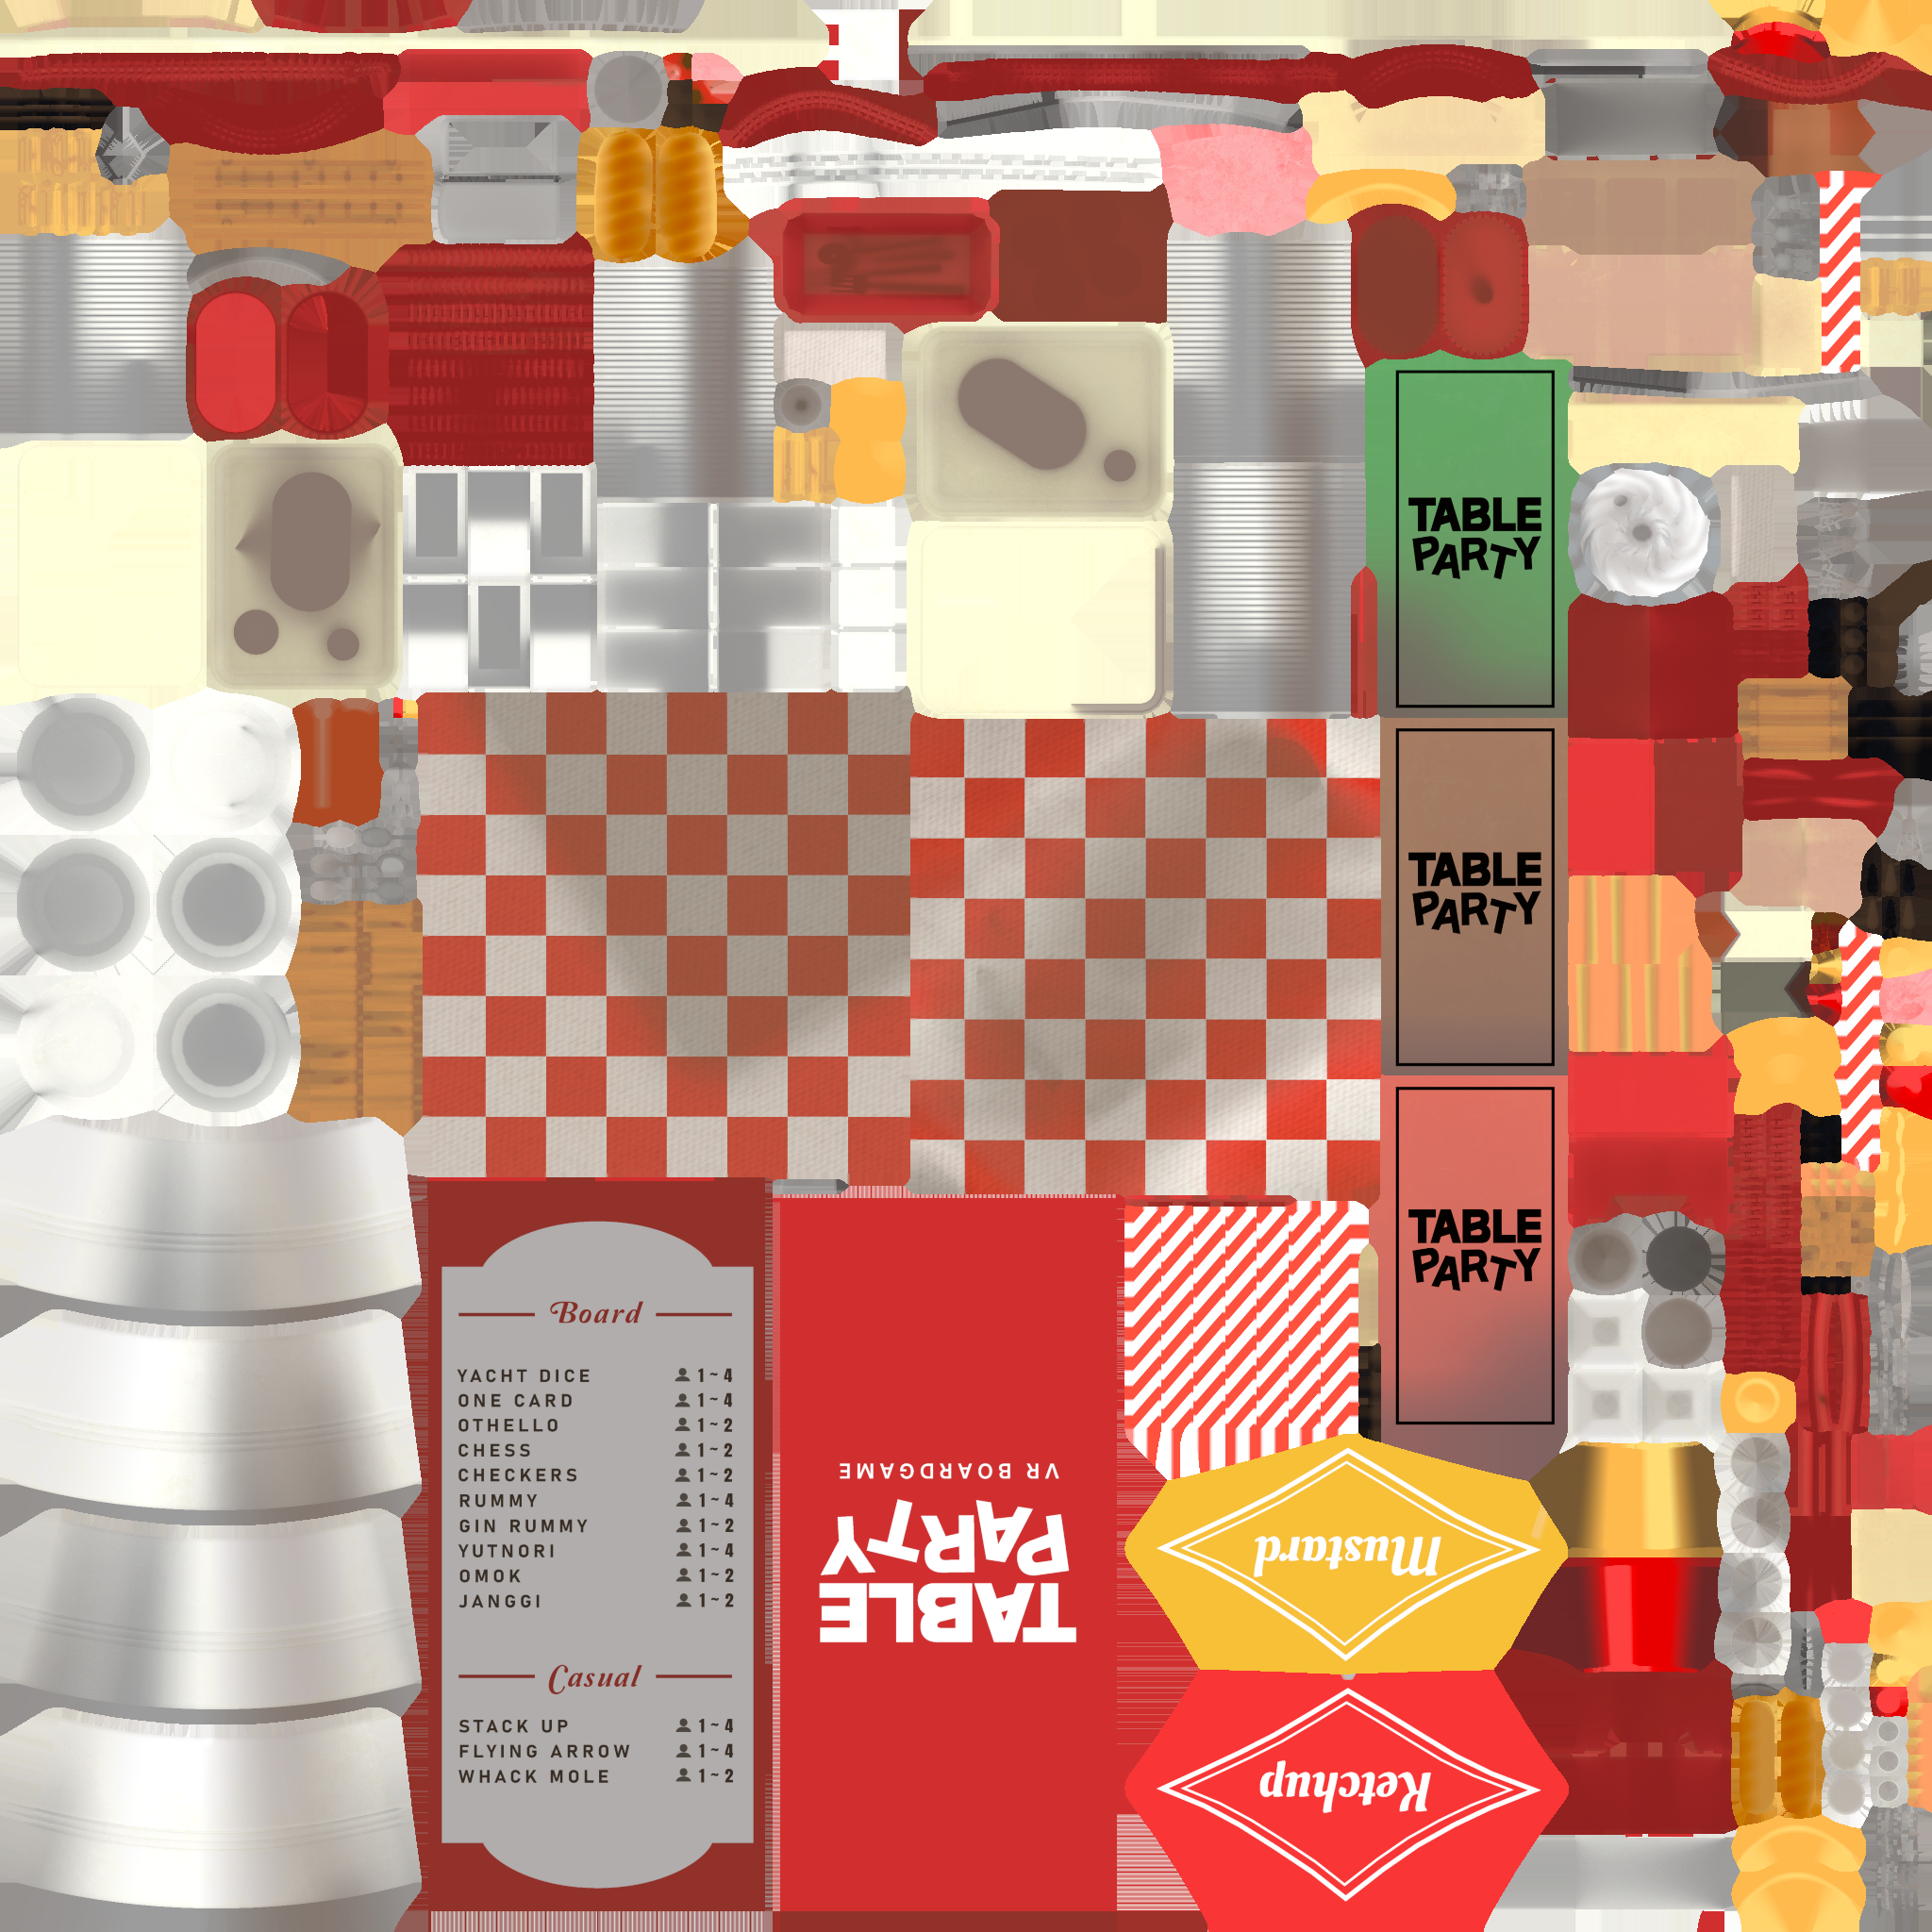 TABLE
PARTY
TABLE
PARTY
TABLE
PARTY
Board
YACHT DICE 1~4
ONE CARD 1~4
OTHELLO 1~2
CHESS 1~2
CHECKERS 1~2
RUMMY 1~4
GIN RUMMY 1~2
YUTNORI 1~4
OMOK 1~2
JANGGI 1~2
Casual
STACK UP 1~4
FLYING ARROW 1~4
WHACK MOLE 1~2
TABLE
PARTY
VR BOARDGAME
Mustard
Ketchup